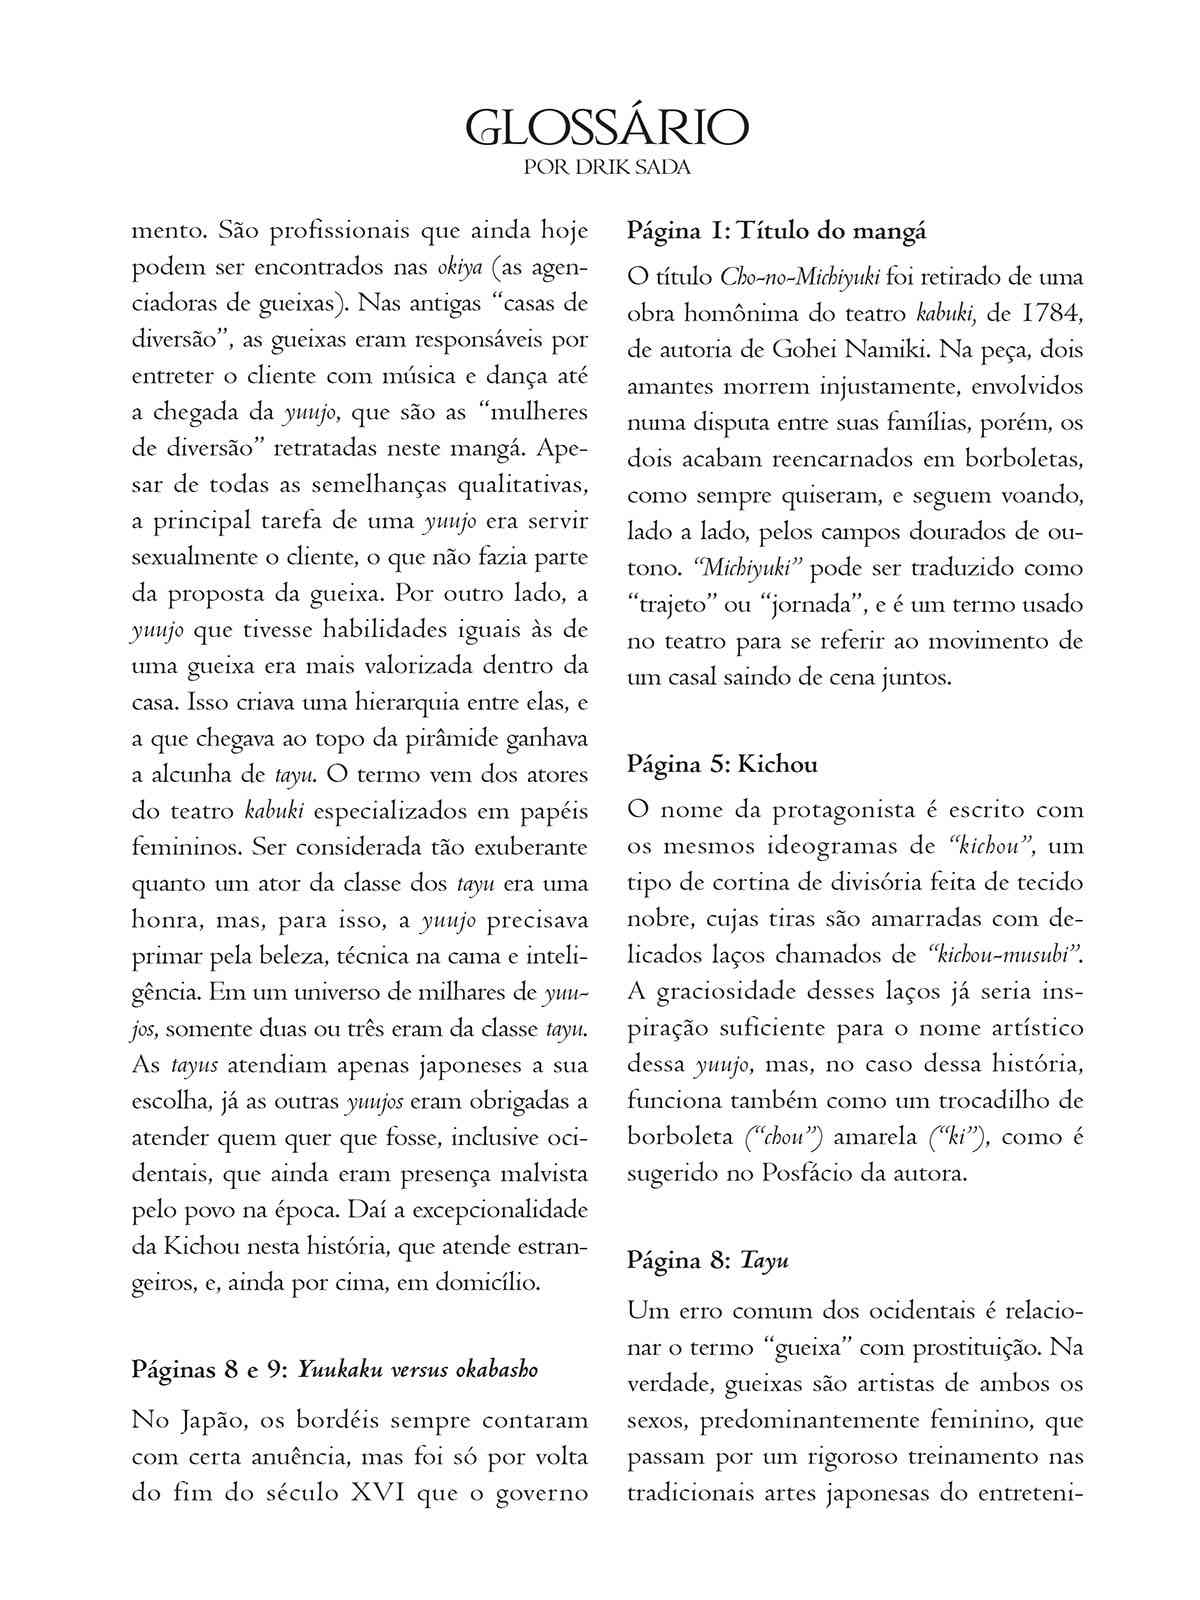 GLOSSÁRIO
POR DRIK SADA
Página 1: Título do mangá
O título Cho-no-Michiyuki foi retirado de uma
obra homônima do teatro kabuki, de 1784,
de autoria de Gohei Namiki. Na peça, dois
amantes morrem injustamente, envolvidos
numa disputa entre suas famílias, porém, os
dois acabam reencarnados em borboletas,
como sempre quiseram, e seguem voando,
lado a lado, pelos campos dourados de ou-
tono. “Michiyuki” pode ser traduzido como
“trajeto” ou “jornada”, e é um termo usado
no teatro para se referir ao movimento de
um casal saindo de cena juntos.
Página 5: Kichou
O nome da protagonista é escrito com
os mesmos ideogramas de “kichou”, um
tipo de cortina de divisória feita de tecido
nobre, cujas tiras são amarradas com de-
licados laços chamados de “kichou-musubi”.
A graciosidade desses laços já seria ins-
piração suficiente para o nome artístico
dessa yuujo, mas, no caso dessa história,
funciona também como um trocadilho de
borboleta (“chou”) amarela (“ki”), como é
sugerido no Posfácio da autora.
Página 8: Tayu
Um erro comum dos ocidentais é relacio-
nar o termo “gueixa” com prostituição. Na
verdade, gueixas são artistas de ambos os
sexos, predominantemente feminino, que
passam por um rigoroso treinamento nas
tradicionais artes japonesas do entreteni-
mento. São profissionais que ainda hoje
podem ser encontrados nas okiya (as agen-
ciadoras de gueixas). Nas antigas “casas de
diversão”, as gueixas eram responsáveis por
entreter o cliente com música e dança até
a chegada da yuujo, que são as “mulheres
de diversão” retratadas neste mangá. Ape-
sar de todas as semelhanças qualitativas,
a principal tarefa de uma yuujo era servir
sexualmente o cliente, o que não fazia parte
da proposta da gueixa. Por outro lado, a
yuujo que tivesse habilidades iguais às de
uma gueixa era mais valorizada dentro da
casa. Isso criava uma hierarquia entre elas, e
a que chegava ao topo da pirâmide ganhava
a alcunha de tayu. O termo vem dos atores
do teatro kabuki especializados em papéis
femininos. Ser considerada tão exuberante
quanto um ator da classe dos tayu era uma
honra, mas, para isso, a yuujo precisava
primar pela beleza, técnica na cama e inteli-
gência. Em um universo de milhares de yuu-
jos, somente duas ou três eram da classe tayu.
As tayus atendiam apenas japoneses a sua
escolha, já as outras yuujos eram obrigadas a
atender quem quer que fosse, inclusive oci-
dentais, que ainda eram presença malvista
pelo povo na época. Daí a excepcionalidade
da Kichou nesta história, que atende estran-
geiros, e, ainda por cima, em domicílio.
Páginas 8 e 9: Yuukaku versus okabasho
No Japão, os bordéis sempre contaram
com certa anuência, mas foi só por volta
do fim do século XVI que o governo